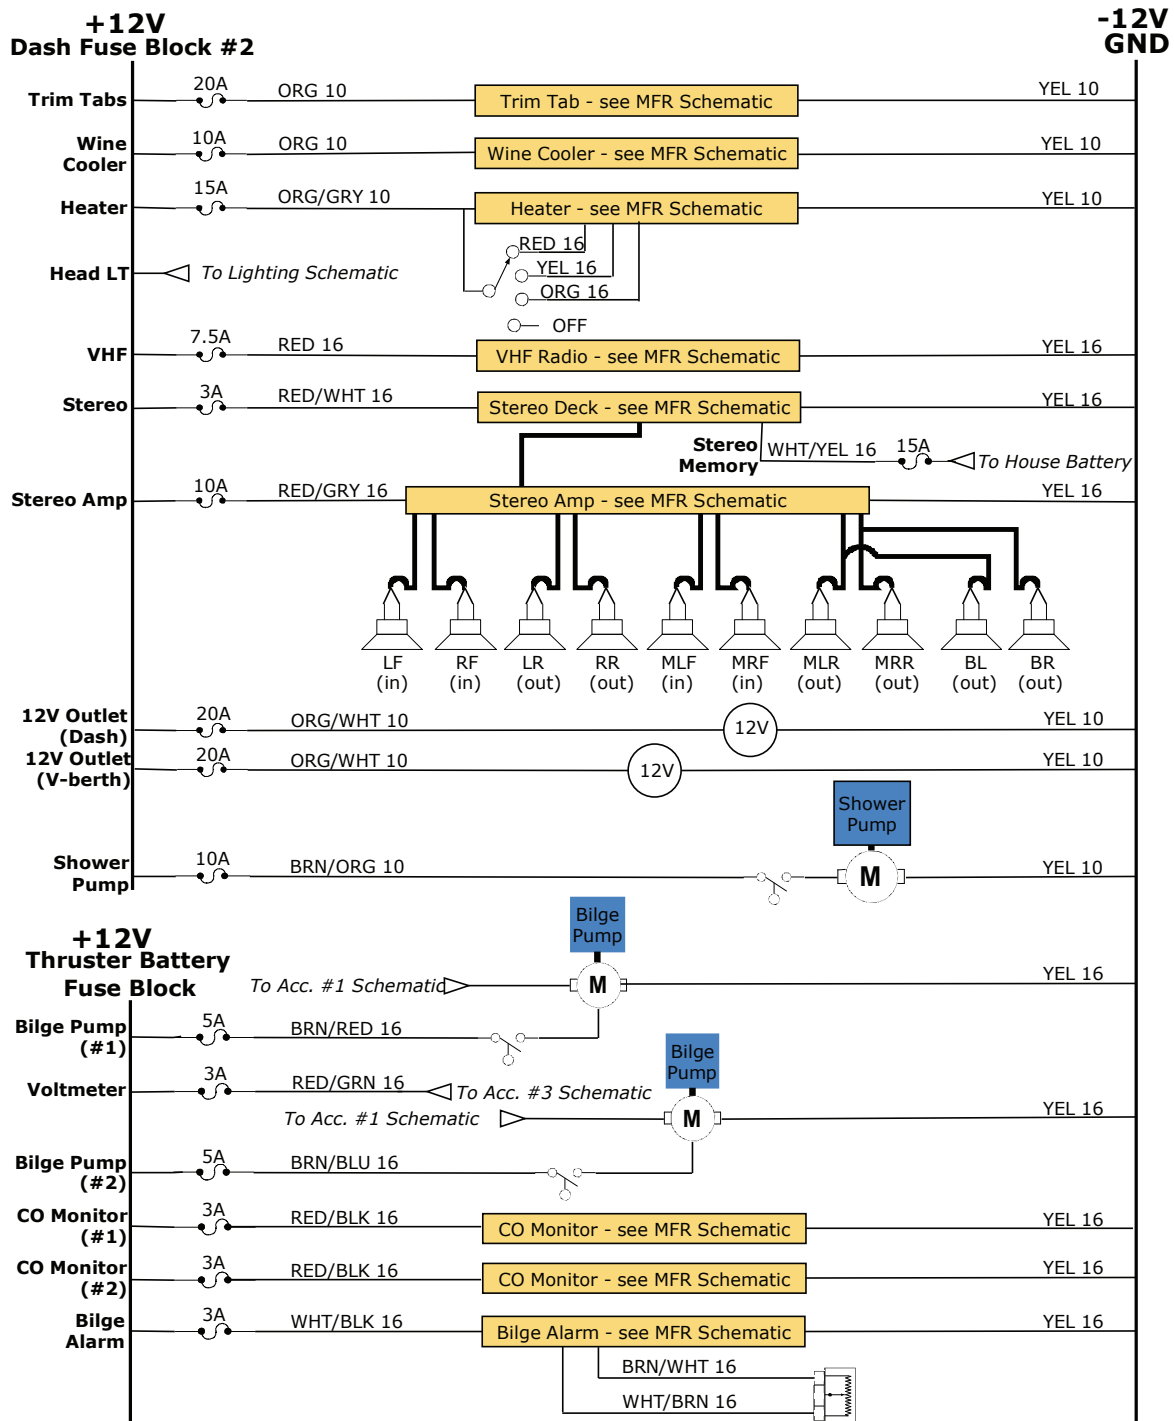 +12V
Dash Fuse Block #2
-12V
GND
Trim Tabs
20A
ORG 10
Trim Tab - see MFR Schematic
YEL 10
Wine
Cooler
10A
ORG 10
Wine Cooler - see MFR Schematic
YEL 10
Heater
15A
ORG/GRY 10
Heater - see MFR Schematic
YEL 10
RED 16
YEL 16
ORG 16
OFF
Head LT
To Lighting Schematic
VHF
7.5A
RED 16
VHF Radio - see MFR Schematic
YEL 16
Stereo
3A
RED/WHT 16
Stereo Deck - see MFR Schematic
YEL 16
Stereo
Memory
WHT/YEL 16
15A
To House Battery
Stereo Amp
10A
RED/GRY 16
Stereo Amp - see MFR Schematic
YEL 16
LF
(in)
RF
(in)
LR
(out)
RR
(out)
MLF
(in)
MRF
(in)
MLR
(out)
MRR
(out)
BL
(out)
BR
(out)
12V Outlet
(Dash)
20A
ORG/WHT 10
12V
YEL 10
12V Outlet
(V-berth)
20A
ORG/WHT 10
12V
YEL 10
Shower
Pump
Shower
Pump
10A
BRN/ORG 10
M
YEL 10
+12V
Thruster Battery
Fuse Block
Bilge
Pump
To Acc. #1 Schematic
M
YEL 16
Bilge Pump
(#1)
5A
BRN/RED 16
Bilge
Pump
Voltmeter
3A
RED/GRN 16
To Acc. #3 Schematic
To Acc. #1 Schematic
M
YEL 16
Bilge Pump
(#2)
5A
BRN/BLU 16
CO Monitor
(#1)
3A
RED/BLK 16
CO Monitor - see MFR Schematic
YEL 16
CO Monitor
(#2)
3A
RED/BLK 16
CO Monitor - see MFR Schematic
YEL 16
Bilge
Alarm
3A
WHT/BLK 16
Bilge Alarm - see MFR Schematic
YEL 16
BRN/WHT 16
WHT/BRN 16